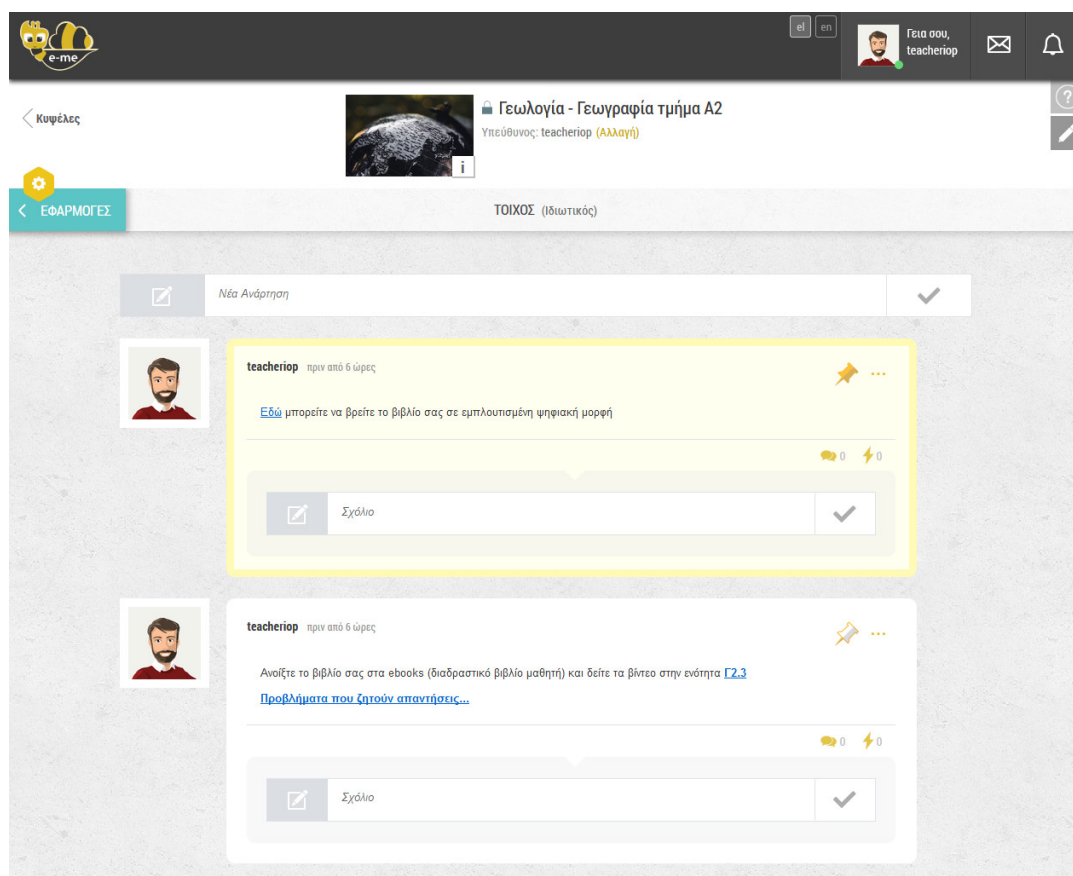 e-me
el en
Γεια σου,
teacheriop
Κυψέλες
Γεωλογία - Γεωγραφία τμήμα Α2
Υπεύθυνος: teacheriop (Αλλαγή)
i
?
ΕΦΑΡΜΟΓΕΣ
ΤΟΙΧΟΣ (Ιδιωτικός)
Νέα Ανάρτηση
teacheriop πριν από 6 ώρες
Εδώ μπορείτε να βρείτε το βιβλίο σας σε εμπλουτισμένη ψηφιακή μορφή
0 0
Σχόλιο
teacheriop πριν από 6 ώρες
Ανοίξτε το βιβλίο σας στα ebooks (διαδραστικό βιβλίο μαθητή) και δείτε τα βίντεο στην ενότητα Γ2.3
Προβλήματα που ζητούν απαντήσεις...
0 0
Σχόλιο